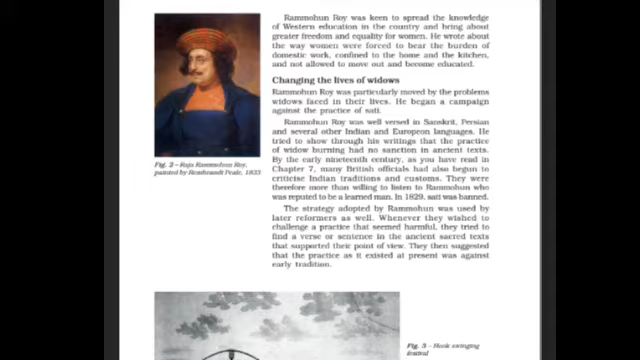 Rammohun Roy was keen to spread the knowledge
of Western education in the country and bring about
greater freedom and equality for women. He wrote about
the way women were forced to bear the burden of
domestic work, confined to the home and the kitchen,
and not allowed to move out and become educated.
Changing the lives of widows
Rammohun Roy was particularly moved by the problems
widows faced in their lives. He began a campaign
against the practice of sati.
Rammohun Roy was well versed in Sanskrit, Persian
and several other Indian and European languages. He
tried to show through his writings that the practice
of widow burning had no sanction in ancient texts.
By the early nineteenth century, as you have read in
Chapter 7, many British officials had also begun to
criticise Indian traditions and customs. They were
therefore more than willing to listen to Rammohun who
was reputed to be a learned man. In 1829, sati was banned.
The strategy adopted by Rammohun was used by
later reformers as well. Whenever they wished to
challenge a practice that seemed harmful, they tried to
find a verse or sentence in the ancient sacred texts
that supported their point of view. They then suggested
that the practice as it existed at present was against
early tradition.
Fig. 2 – Raja Rammohun Roy,
painted by Rembrandt Peale, 1833
Fig. 3 – Hook swinging
festival